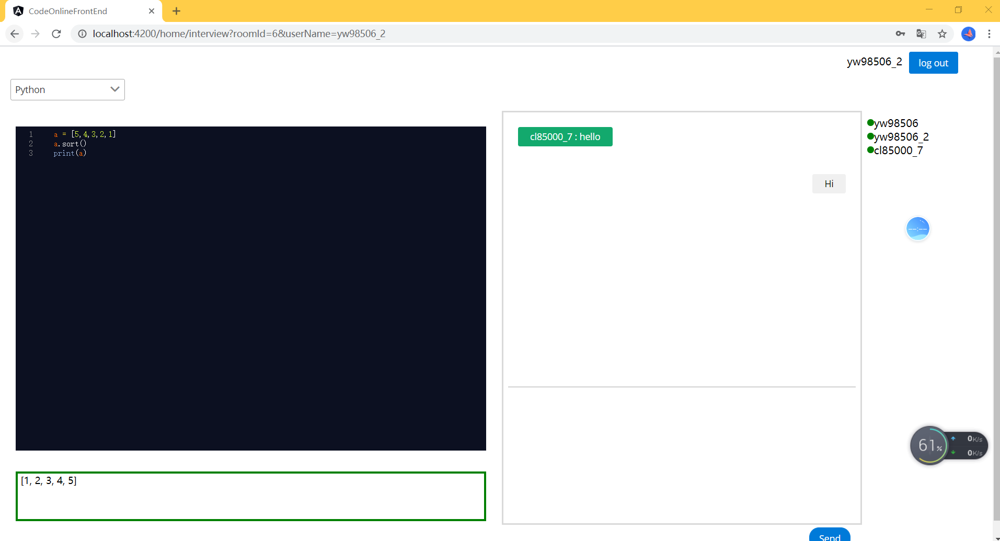 CodeOnlineFrontEnd
localhost:4200/home/interview?roomId=6&userName=yw98506_2
yw98506_2
log out
Python
1 a = [5,4,3,2,1]
2 a.sort()
3 print(a)
[1, 2, 3, 4, 5]
cl85000_7 : hello
Hi
Send
yw98506
yw98506_2
cl85000_7
--:--
61%
0K/s
0K/s